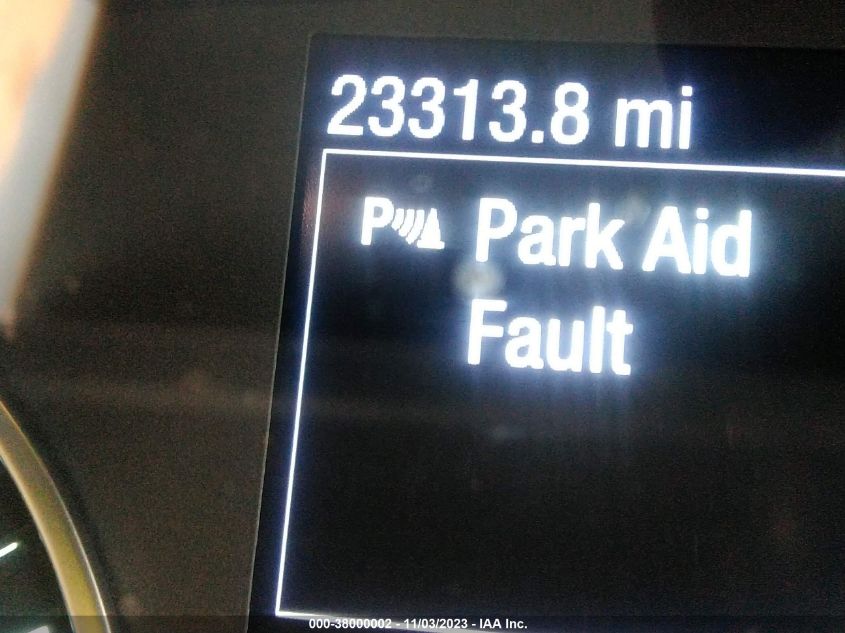 23313.8 mi
P Park Aid
Fault
000-38000002 - 11/03/2023 - IAA Inc.